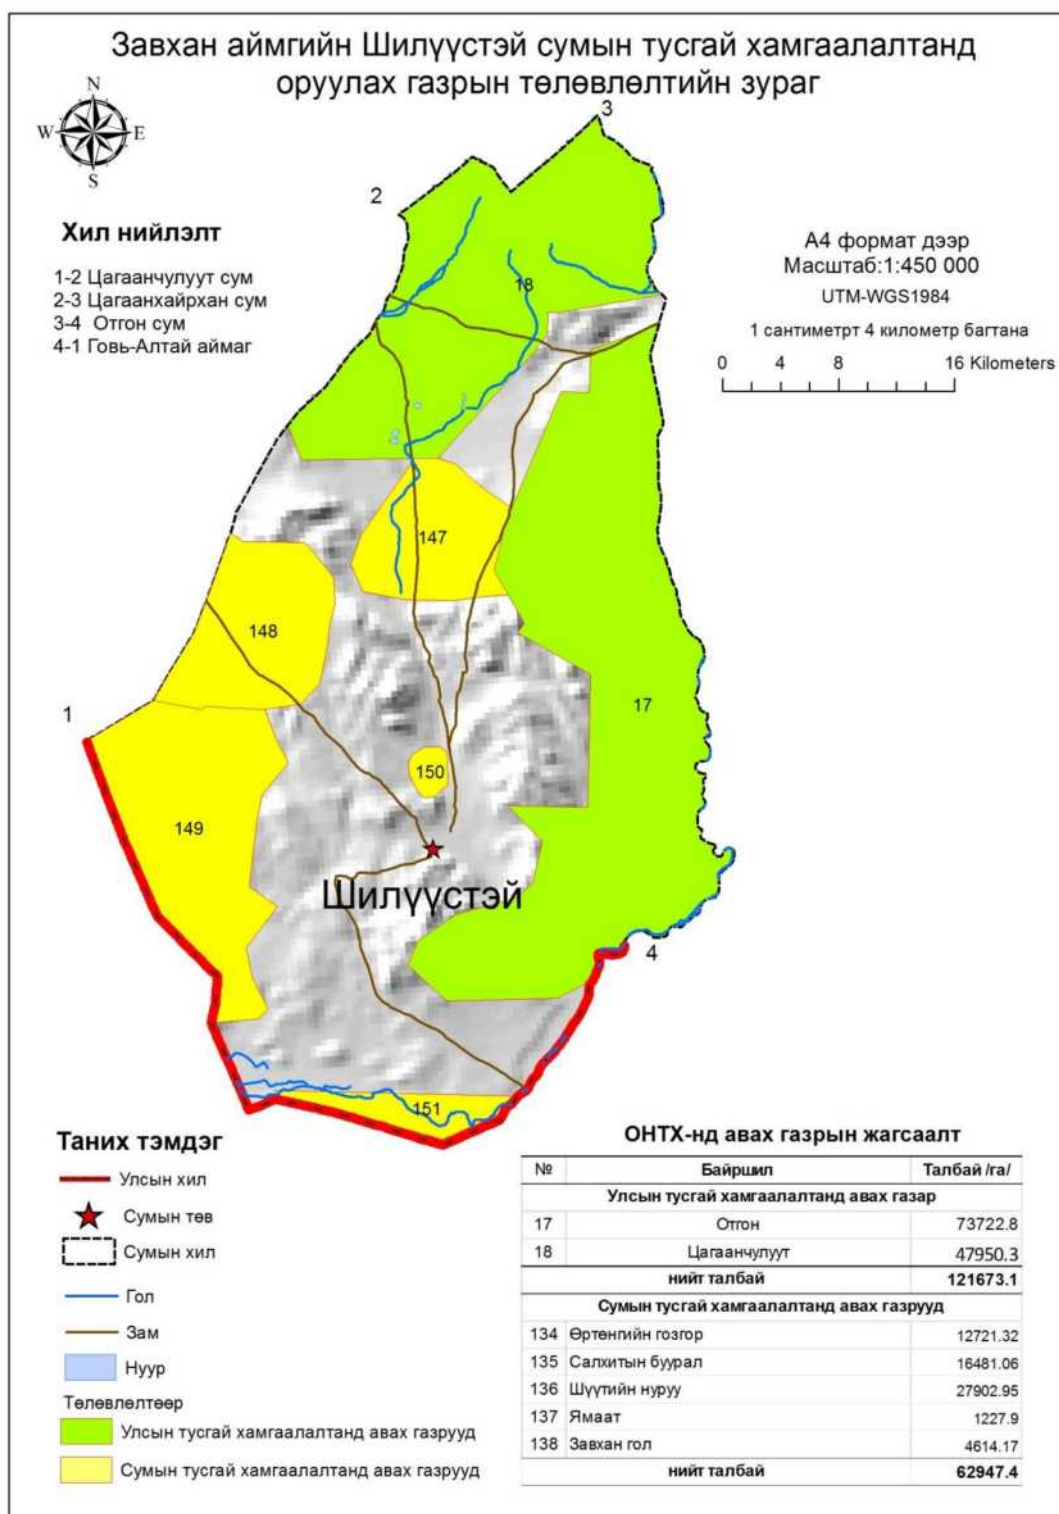 Завхан аймгийн Шилүүстэй сумын тусгай хамгаалалтанд
оруулах газрын төлөвлөлтийн зураг
N
W E
S
3
2
Хил нийлэлт
1-2 Цагаанчулуут сум
2-3 Цагаанхайрхан сум
3-4 Отгон сум
4-1 Говь-Алтай аймаг
А4 формат дээр
Масштаб:1:450 000
UTM-WGS1984
1 сантиметрт 4 километр багтана
0 4 8 16 Kilometers
18
147
148
17
1
150
149
Шилүүстэй
4
151
Таних тэмдэг
Улсын хил
Сумын төв
Сумын хил
Гол
Зам
Нуур
Төлөвлөлтөөр
Улсын тусгай хамгаалалтанд авах газрууд
Сумын тусгай хамгаалалтанд авах газрууд
ОНТХ-нд авах газрын жагсаалт
№ Байршил Талбай /га/
Улсын тусгай хамгаалалтанд авах газар
17 Отгон 73722.8
18 Цагаанчулуут 47950.3
нийт талбай 121673.1
Сумын тусгай хамгаалалтанд авах газрууд
134 Өртөнгийн гозгор 12721.32
135 Салхитын буурал 16481.06
136 Шүүтийн нуруу 27902.95
137 Ямаат 1227.9
138 Завхан гол 4614.17
нийт талбай 62947.4